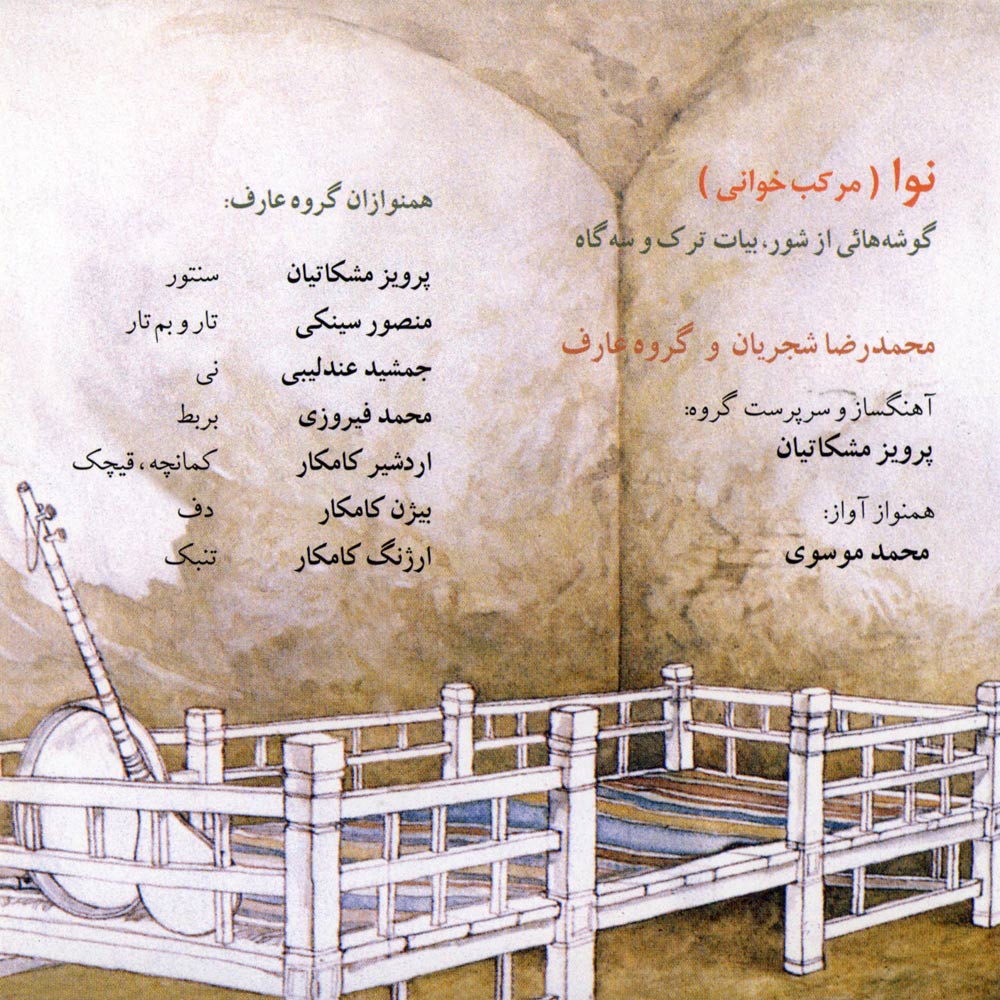 نوا ( مرکب خوانی )
گوشه‌هائی از شور، بیات ترک و سه گاه
محمدرضا شجریان و گروه عارف
آهنگساز و سرپرست گروه:
پرویز مشکاتیان
همنواز آواز:
محمد موسوی
همنوازان گروه عارف:
پرویز مشکاتیان سنتور
منصور سینکی تار و بم تار
جمشید عندلیبی نی
محمد فیروزی بربط
اردشیر کامکار کمانچه، قیچک
بیژن کامکار دف
ارژنگ کامکار تنبک